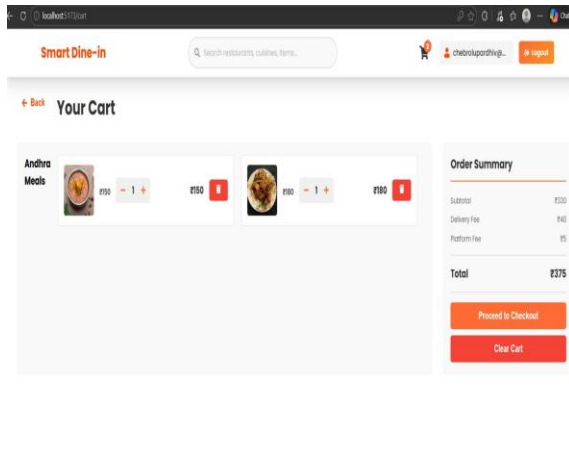 localhost:5173/cart
Smart Dine-in
Search restaurants, cuisines, items...
chebrolupardhiv@...
Logout
← Back
Your Cart
Andhra
Meals
₹150
− 1 +
₹150
₹180
− 1 +
₹180
Order Summary
Subtotal ₹330
Delivery Fee ₹40
Platform Fee ₹5
Total ₹375
Proceed to Checkout
Clear Cart